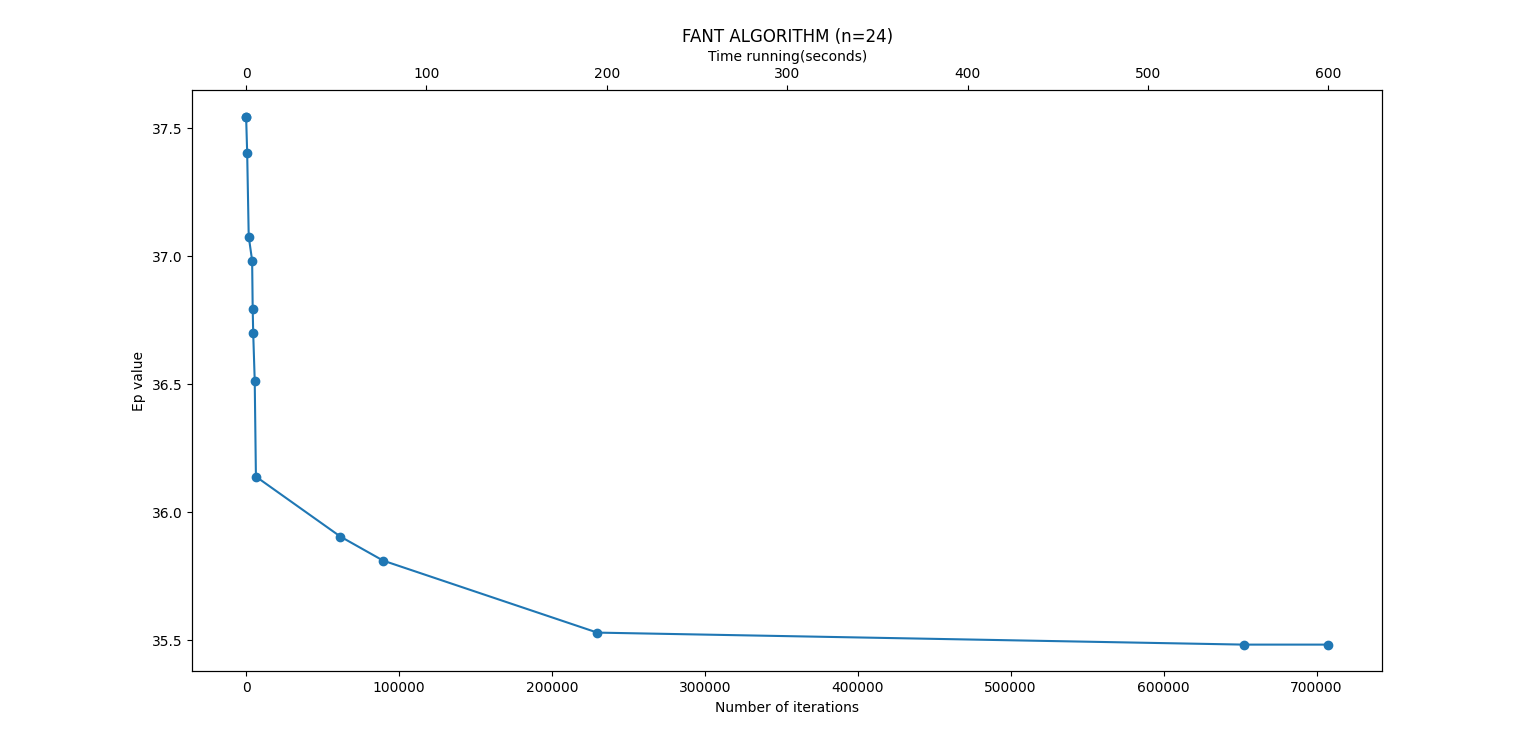 FANT ALGORITHM (n=24)
Time running(seconds)
0 100 200 300 400 500 600
37.5
37.0
36.5
36.0
35.5
Ep value
0 100000 200000 300000 400000 500000 600000 700000
Number of iterations